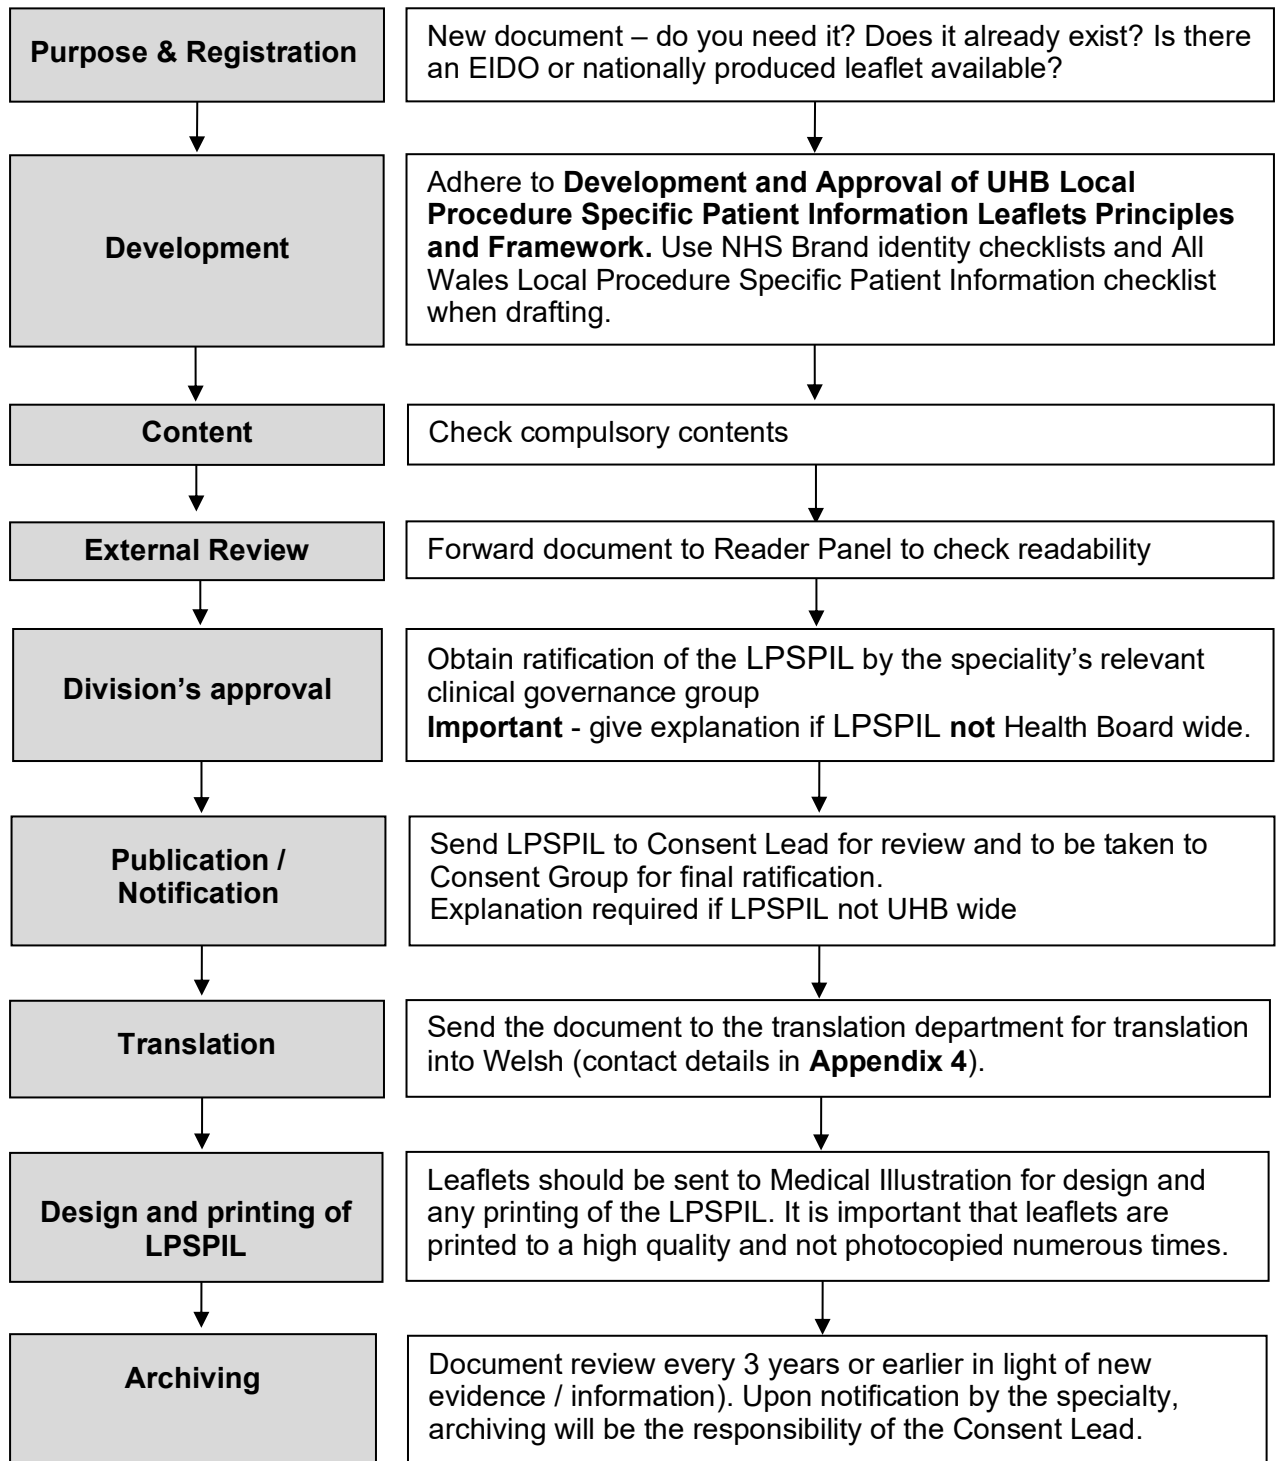 Purpose & Registration
New document – do you need it? Does it already exist? Is there
an EIDO or nationally produced leaflet available?
Development
Adhere to Development and Approval of UHB Local
Procedure Specific Patient Information Leaflets Principles
and Framework. Use NHS Brand identity checklists and All
Wales Local Procedure Specific Patient Information checklist
when drafting.
Content
Check compulsory contents
External Review
Forward document to Reader Panel to check readability
Division’s approval
Obtain ratification of the LPSPIL by the speciality’s relevant
clinical governance group
Important - give explanation if LPSPIL not Health Board wide.
Publication /
Notification
Send LPSPIL to Consent Lead for review and to be taken to
Consent Group for final ratification.
Explanation required if LPSPIL not UHB wide
Translation
Send the document to the translation department for translation
into Welsh (contact details in Appendix 4).
Design and printing of
LPSPIL
Leaflets should be sent to Medical Illustration for design and
any printing of the LPSPIL. It is important that leaflets are
printed to a high quality and not photocopied numerous times.
Archiving
Document review every 3 years or earlier in light of new
evidence / information). Upon notification by the specialty,
archiving will be the responsibility of the Consent Lead.